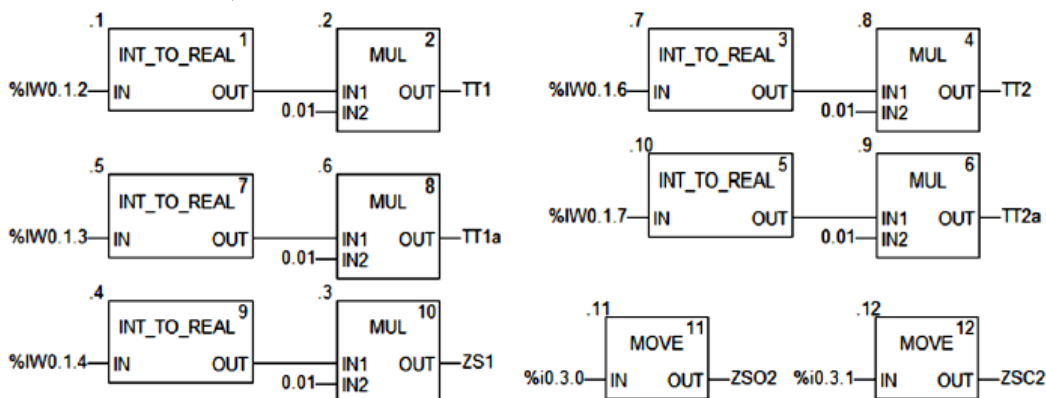 .1 .2 .7 .8
1 2 3 4
INT_TO_REAL MUL INT_TO_REAL MUL
%IW0.1.2 IN OUT IN1 OUT TT1 %IW0.1.6 IN OUT IN1 OUT TT2
0.01 IN2 0.01 IN2
.5 .6 .10 .9
7 8 5 6
INT_TO_REAL MUL INT_TO_REAL MUL
%IW0.1.3 IN OUT IN1 OUT TT1a %IW0.1.7 IN OUT IN1 OUT TT2a
0.01 IN2 0.01 IN2
.4 .3 .11 .12
9 10 11 12
INT_TO_REAL MUL MOVE MOVE
%IW0.1.4 IN OUT IN1 OUT ZS1 %i0.3.0 IN OUT ZSO2 %i0.3.1 IN OUT ZSC2
0.01 IN2